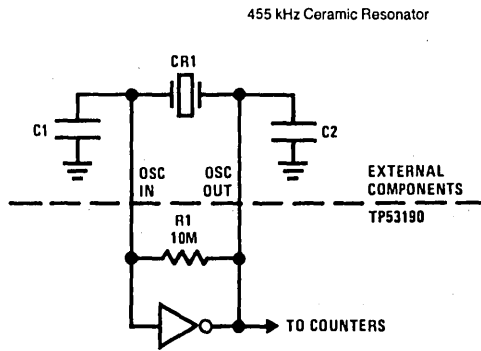 455 kHz Ceramic Resonator
CR1
C1
C2
OSC
IN
OSC
OUT
EXTERNAL
COMPONENTS
TP53190
R1
10M
TO COUNTERS